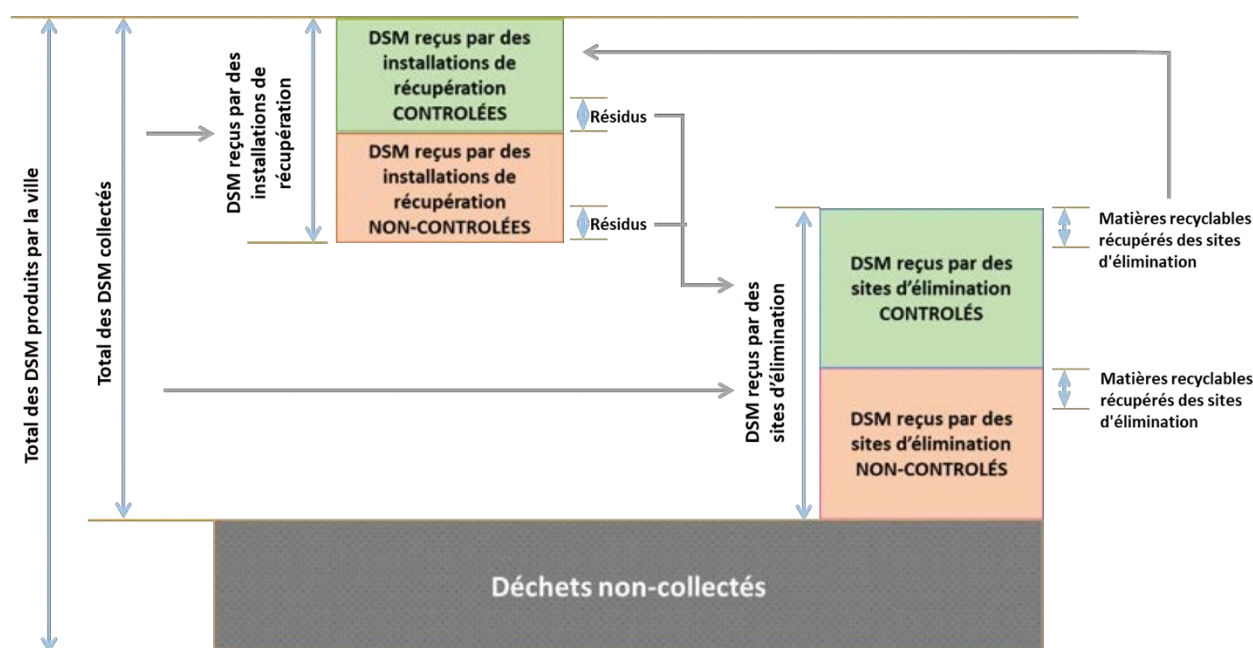 Total des DSM produits par la ville
Total des DSM collectés
DSM reçus par des
installations de
récupération
DSM reçus par des
installations de
récupération
CONTROLÉES
Résidus
DSM reçus par des
installations de
récupération
NON-CONTROLÉES
Résidus
DSM reçus par des
sites d'élimination
DSM reçus par des
sites d’élimination
CONTROLÉS
Matières recyclables
récupérés des sites
d'élimination
DSM reçus par des
sites d’élimination
NON-CONTROLÉS
Matières recyclables
récupérés des sites
d'élimination
Déchets non-collectés